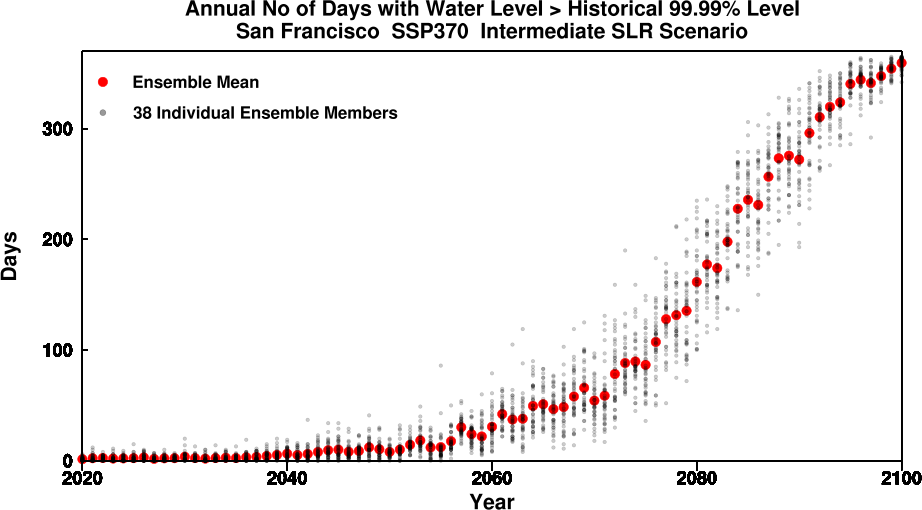 Annual No of Days with Water Level > Historical 99.99% Level
San Francisco SSP370 Intermediate SLR Scenario
Ensemble Mean
38 Individual Ensemble Members
300
200
100
0
Days
2020 2040 2060 2080 2100
Year